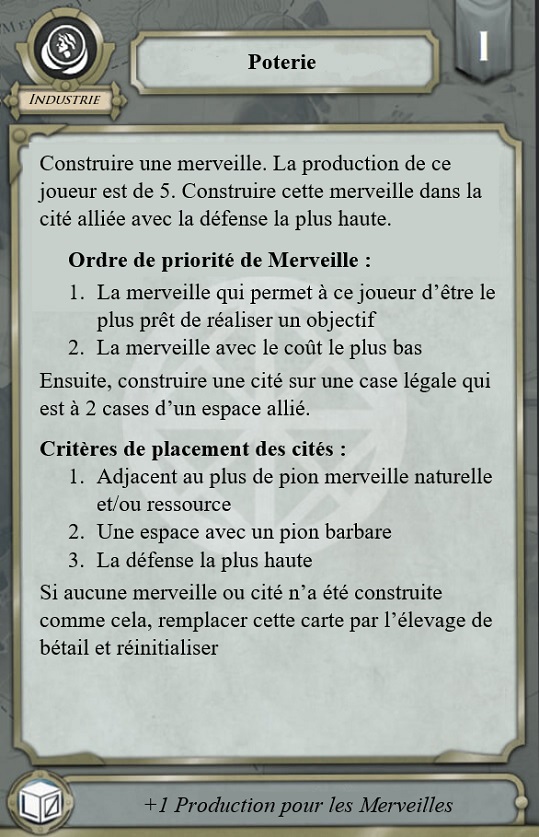 Poterie
I
INDUSTRIE
Construire une merveille. La production de ce
joueur est de 5. Construire cette merveille dans la
cité alliée avec la défense la plus haute.
Ordre de priorité de Merveille :
1. La merveille qui permet à ce joueur d’être le
plus prêt de réaliser un objectif
2. La merveille avec le coût le plus bas
Ensuite, construire une cité sur une case légale qui
est à 2 cases d’un espace allié.
Critères de placement des cités :
1. Adjacent au plus de pion merveille naturelle
et/ou ressource
2. Une espace avec un pion barbare
3. La défense la plus haute
Si aucune merveille ou cité n’a été construite
comme cela, remplacer cette carte par l’élevage de
bétail et réinitialiser
+1 Production pour les Merveilles